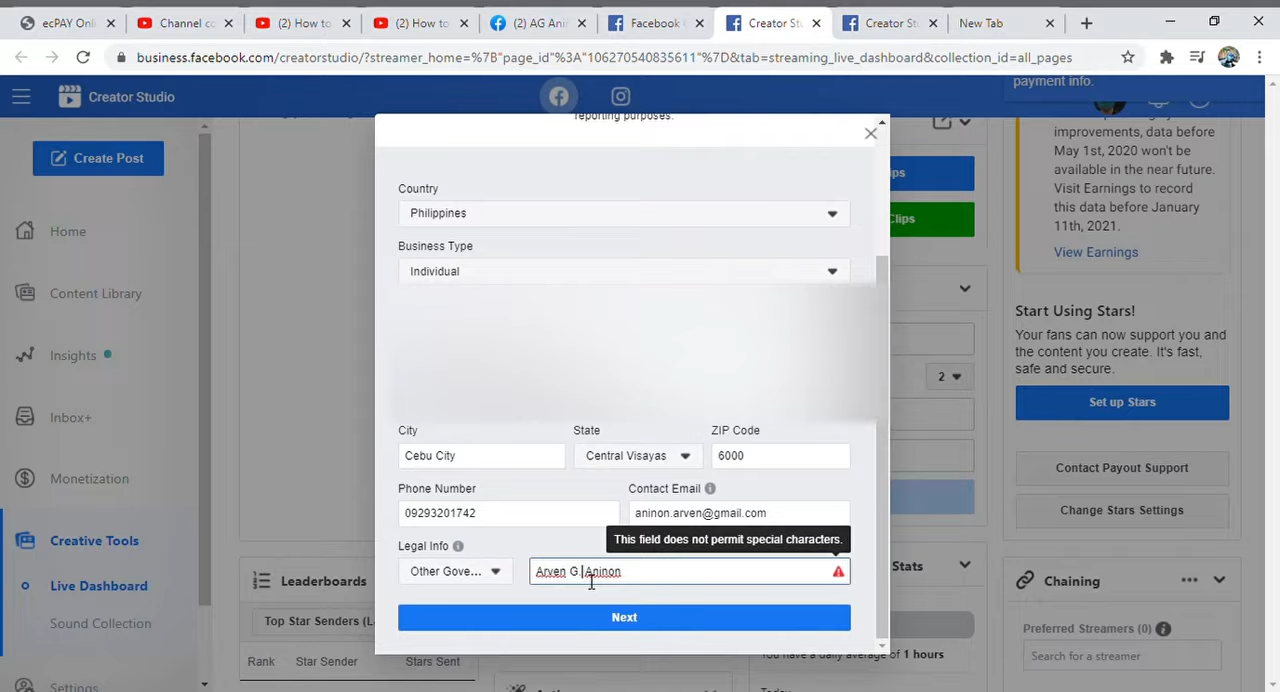 ecPAY Onl
Channel co
(2) How to
(2) How to
(2) AG Ani
Facebook
Creator Stu
Creator Stu
New Tab
business.facebook.com/creatorstudio/?streamer_home=%7B"page_id"%3A"106270540835611"%7D&tab=streaming_live_dashboard&collection_id=all_pages
Creator Studio
payment info.
Create Post
Home
Content Library
Insights
Inbox+
Monetization
Creative Tools
Live Dashboard
Sound Collection
Settings
reporting purposes.
Country
Philippines
Business Type
Individual
City
State
ZIP Code
Cebu City
Central Visayas
6000
Phone Number
Contact Email
09293201742
aninon.arven@gmail.com
This field does not permit special characters.
Legal Info
Other Gove...
Arven G. Aninon
Next
Clips
2
improvements, data before
May 1st, 2020 won't be
available in the near future.
Visit Earnings to record
this data before January
11th, 2021.
View Earnings
Start Using Stars!
Your fans can now support you and
the content you create. It's fast,
safe and secure.
Set up Stars
Contact Payout Support
Change Stars Settings
Leaderboards
Top Star Senders (L
Rank
Star Sender
Stars Sent
Stats
You have a daily average of 1 hours
Today
Chaining
Preferred Streamers (0)
Search for a streamer